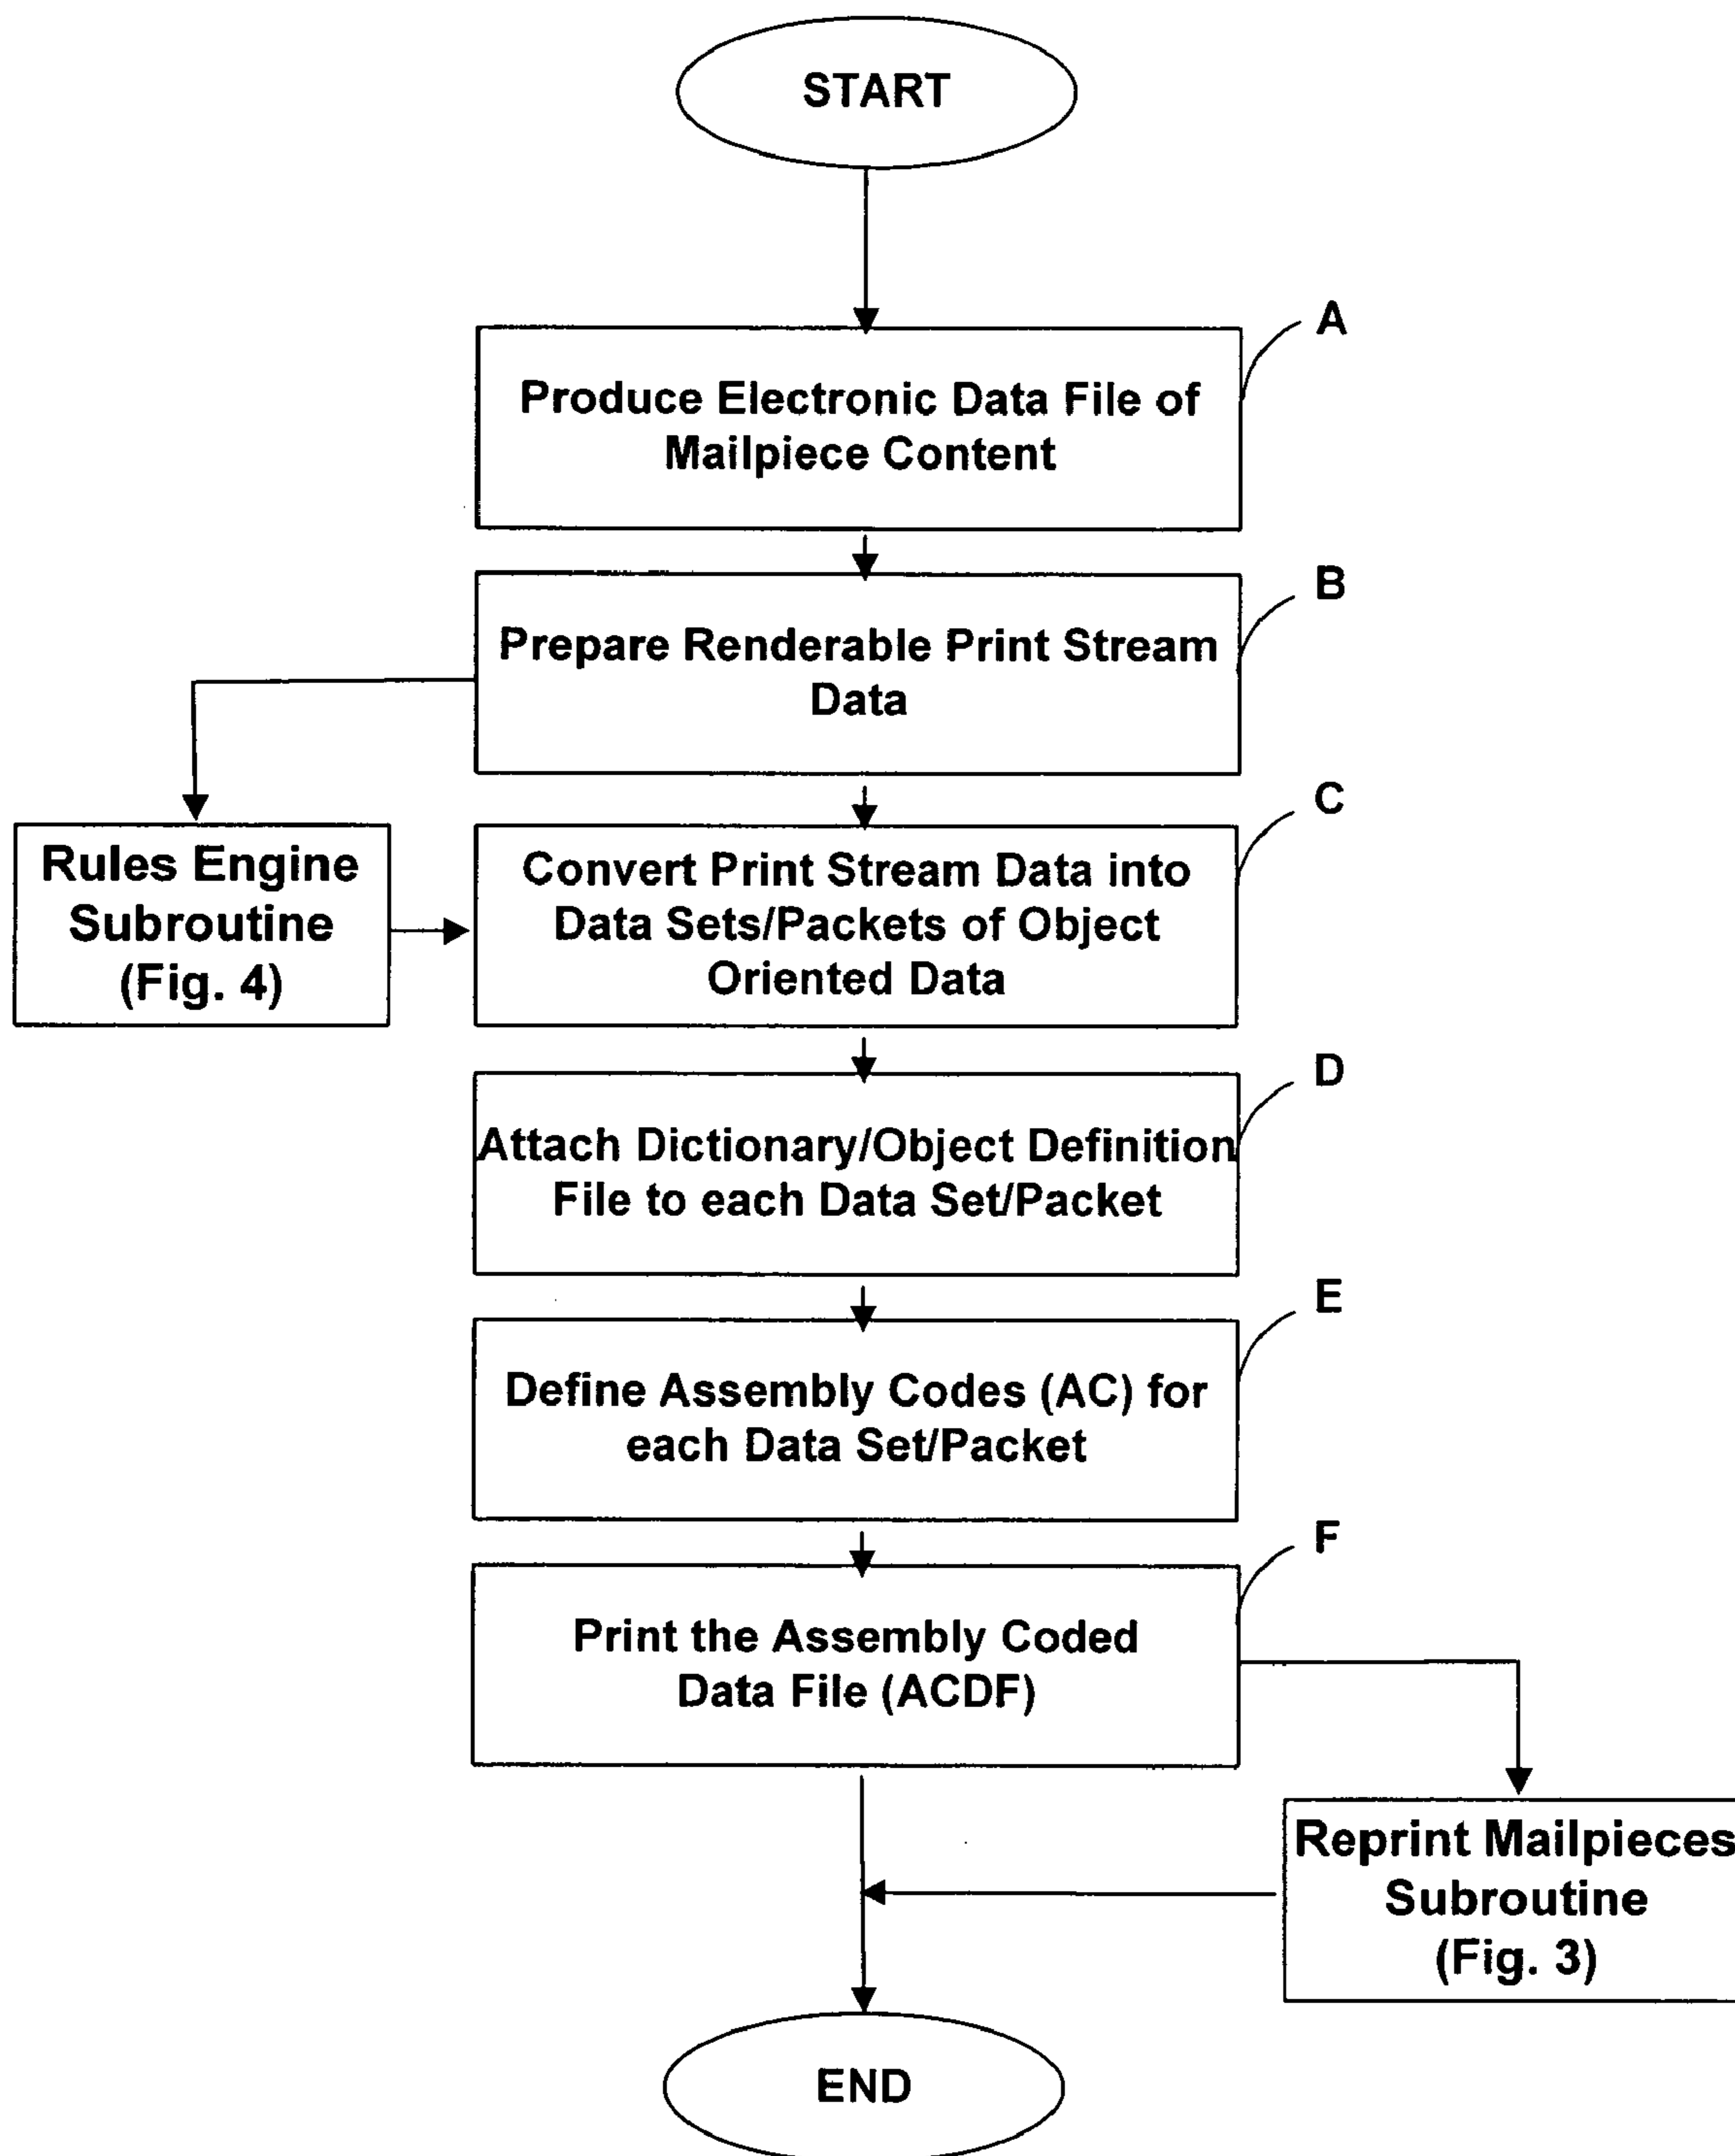 START
A
Produce Electronic Data File of
Mailpiece Content
B
Prepare Renderable Print Stream
Data
C
Rules Engine
Subroutine
(Fig. 4)
Convert Print Stream Data into
Data Sets/Packets of Object
Oriented Data
D
Attach Dictionary/Object Definition
File to each Data Set/Packet
E
Define Assembly Codes (AC) for
each Data Set/Packet
F
Print the Assembly Coded
Data File (ACDF)
Reprint Mailpieces
Subroutine
(Fig. 3)
END